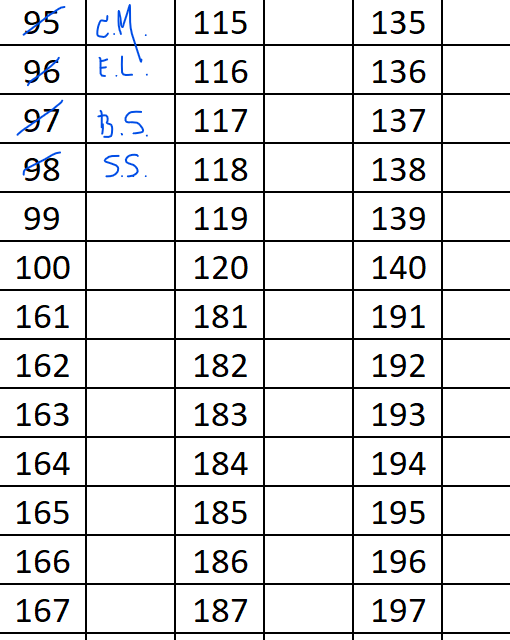 95 C.M. 115 135
96 E.L. 116 136
97 B.S. 117 137
98 S.S. 118 138
99 119 139
100 120 140
161 181 191
162 182 192
163 183 193
164 184 194
165 185 195
166 186 196
167 187 197